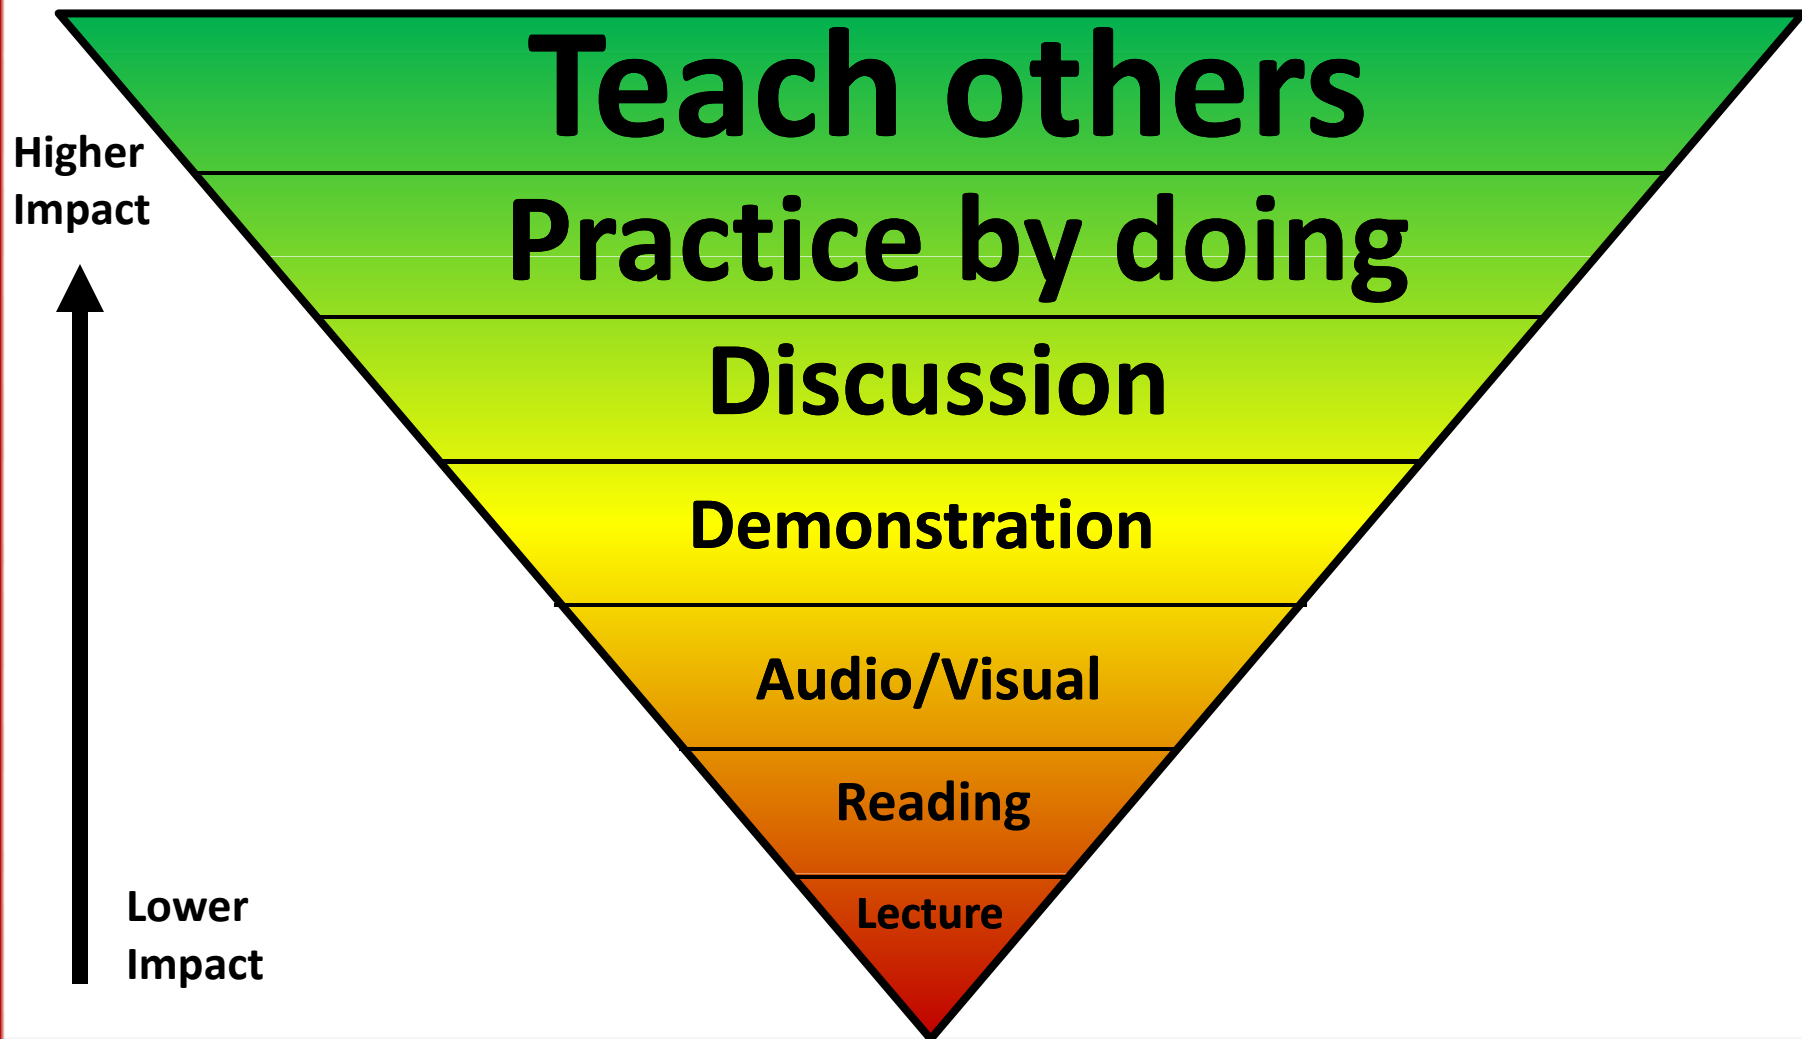 Teach others
Higher
Impact
Practice by doing
Discussion
Demonstration
Audio/Visual
Reading
Lecture
Lower
Impact